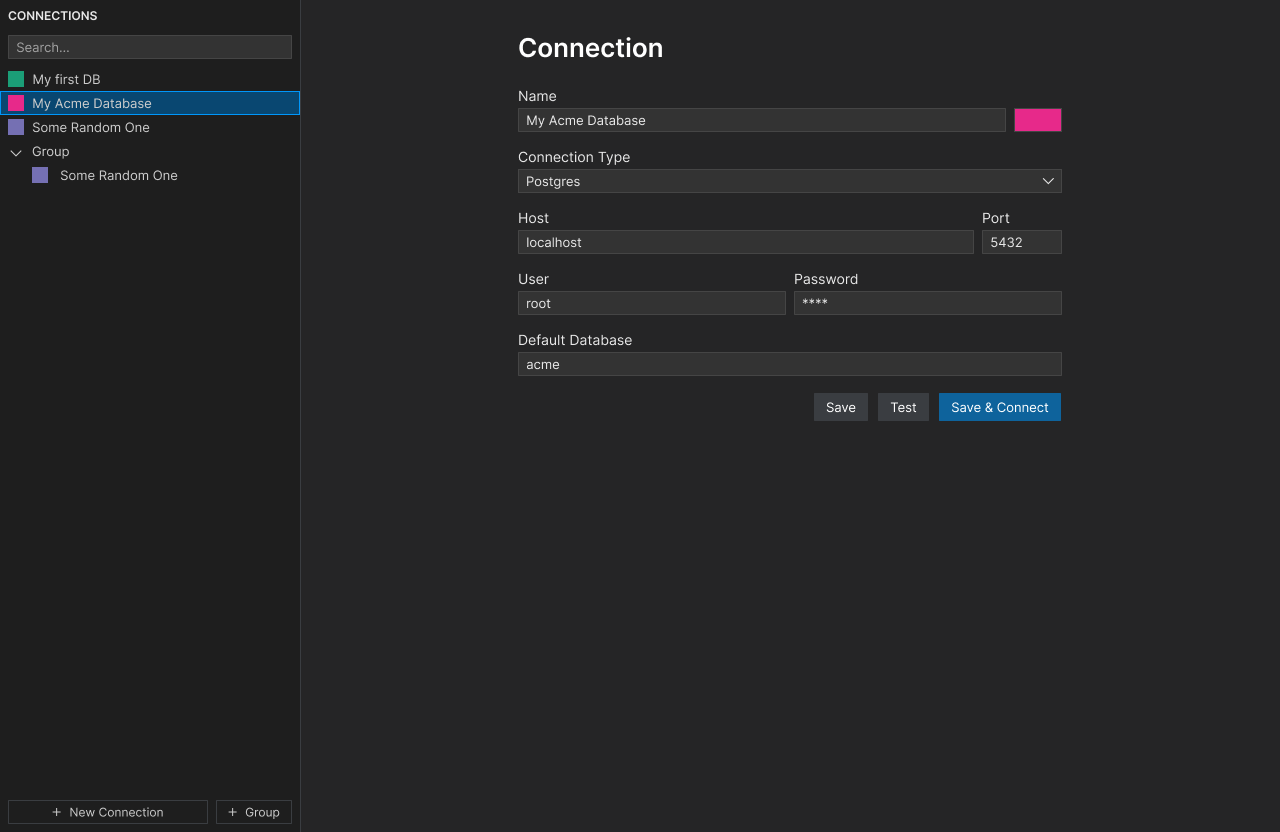 CONNECTIONS
Search...
My first DB
My Acme Database
Some Random One
Group
Some Random One
+ New Connection
+ Group
Connection
Name
My Acme Database
Connection Type
Postgres
Host
Port
localhost
5432
User
Password
root
****
Default Database
acme
Save
Test
Save & Connect